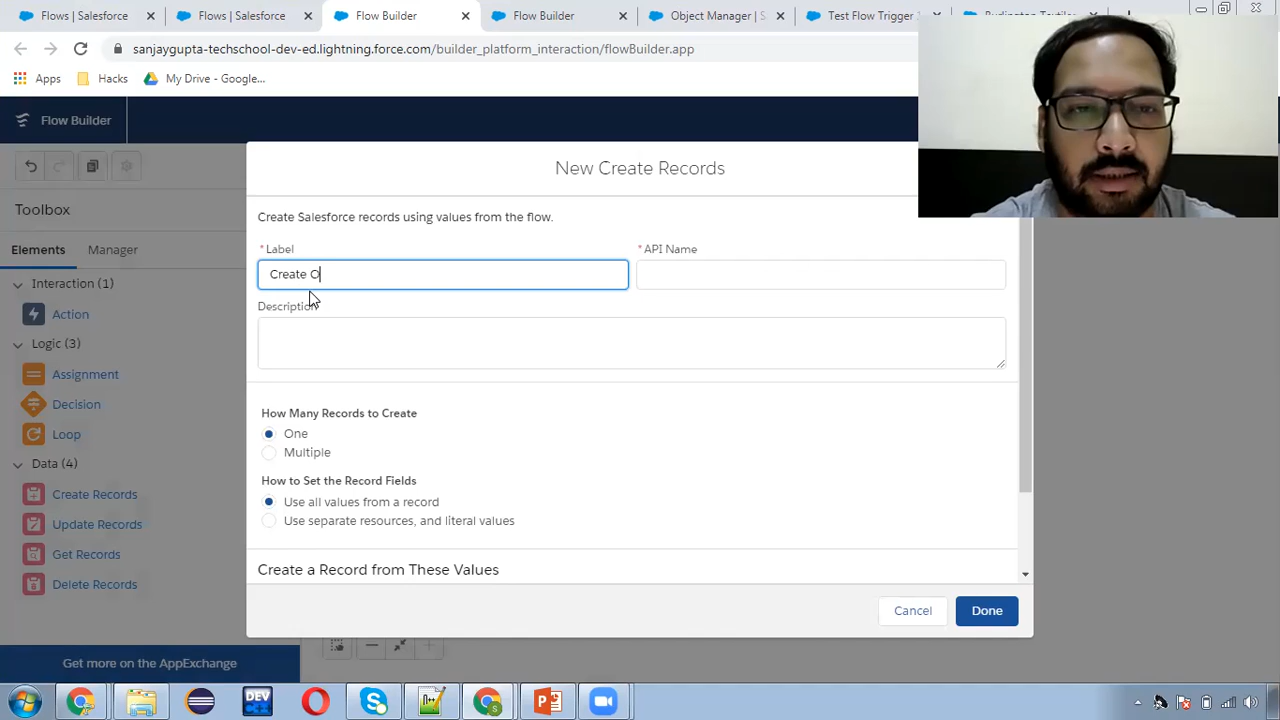 Flows | Salesforce
Flows | Salesforce
Flow Builder
Flow Builder
Object Manager | S
Test Flow Trigger
sanjaygupta-techschool-dev-ed.lightning.force.com/builder_platform_interaction/flowBuilder.app
Apps
Hacks
My Drive - Google...
Flow Builder
New Create Records
Toolbox
Elements
Manager
Interaction (1)
Action
Logic (3)
Assignment
Decision
Loop
Data (4)
Create Records
Update Records
Get Records
Delete Records
Get more on the AppExchange
Create Salesforce records using values from the flow.
*Label
*API Name
Create O
Description
How Many Records to Create
One
Multiple
How to Set the Record Fields
Use all values from a record
Use separate resources, and literal values
Create a Record from These Values
Cancel
Done
DEV
C++